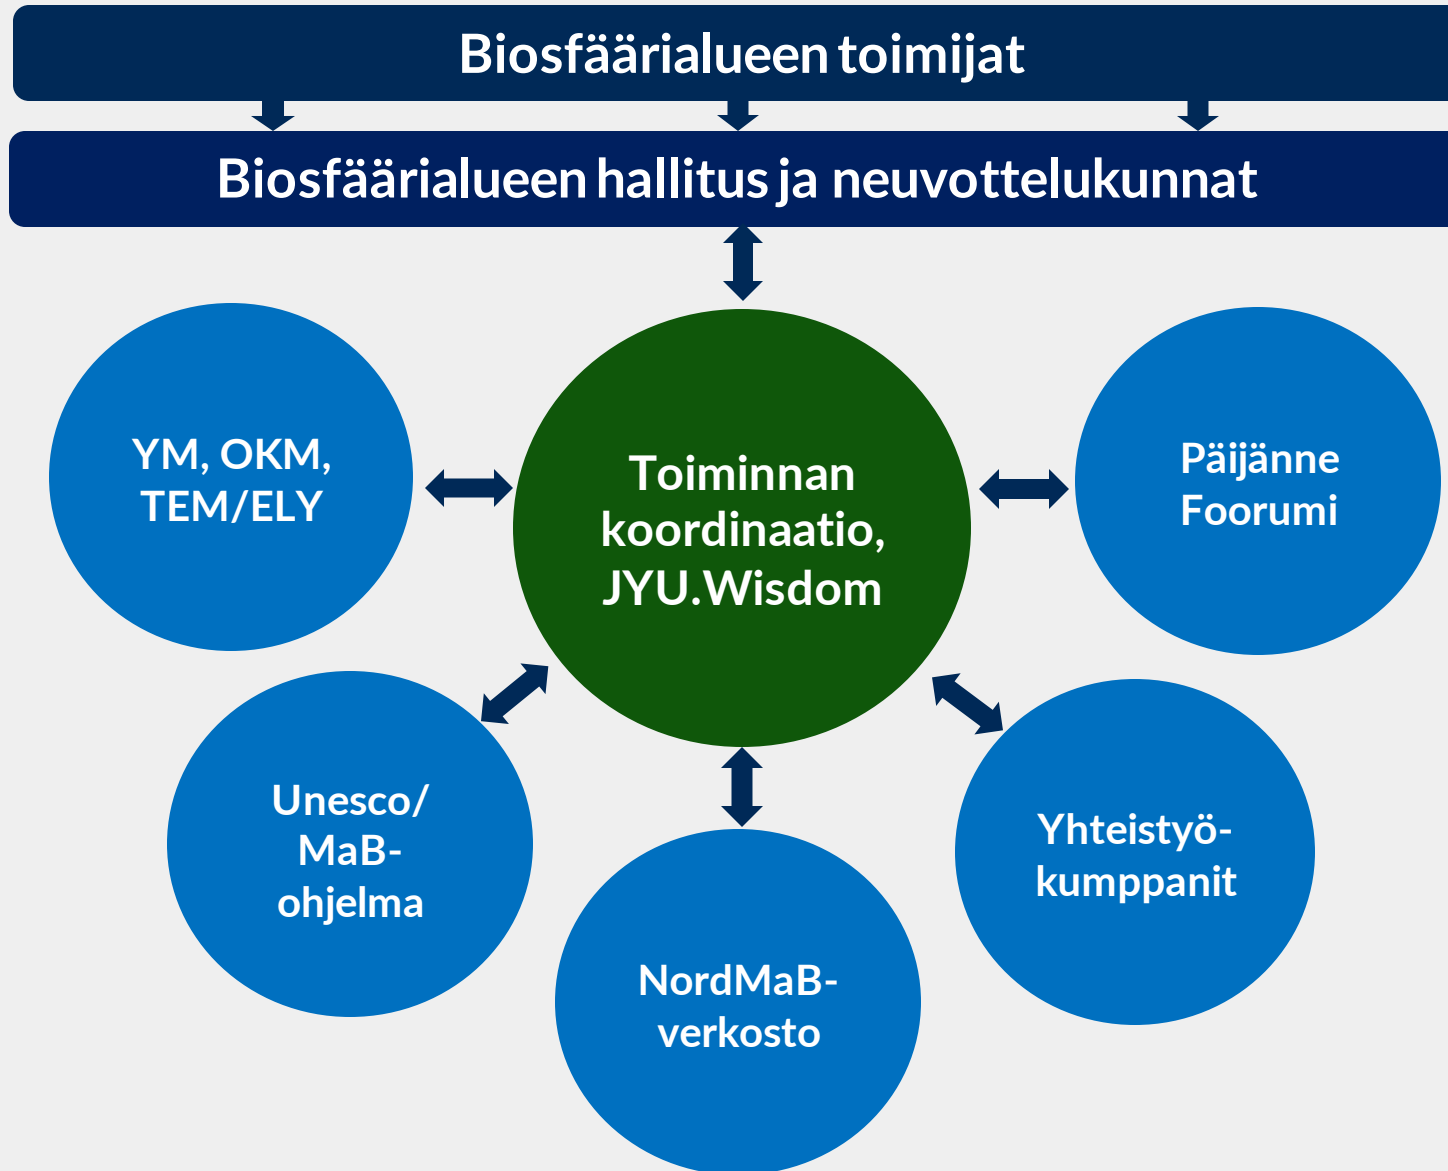 Biosfäärialueen toimijat
Biosfäärialueen hallitus ja neuvottelukunnat
YM, OKM,
TEM/ELY
Toiminnan
koordinaatio,
JYU.Wisdom
Päijänne
Foorumi
Unesco/
MaB-
ohjelma
NordMaB-
verkosto
Yhteistyö-
kumppanit